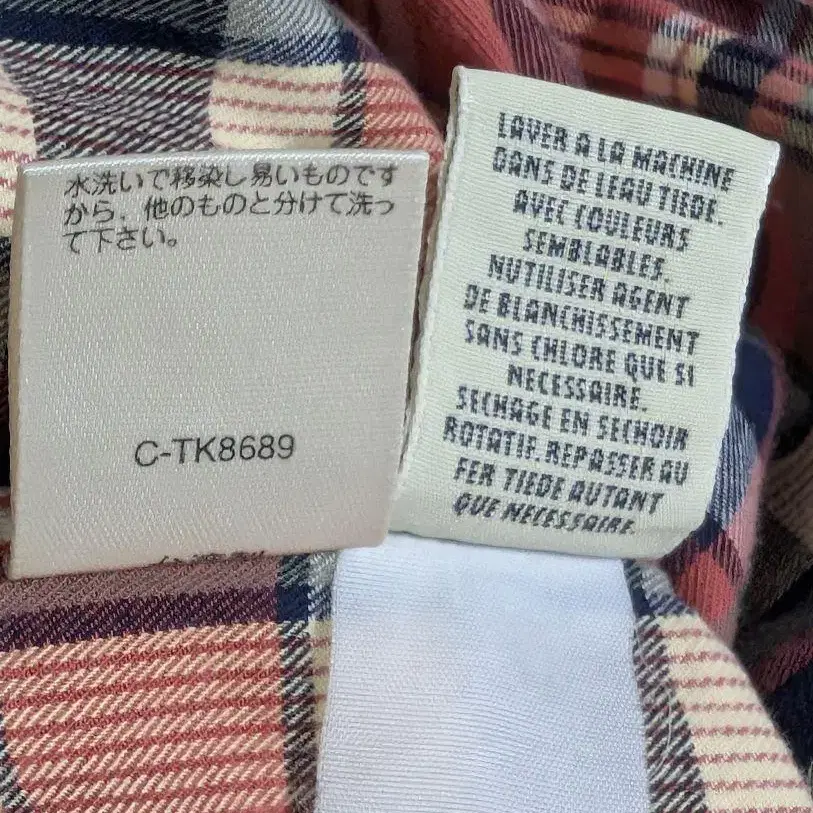 水洗いで移染し易いものです
から、他のものと分けて洗っ
て下さい。
C-TK8689
LAVER A LA MACHINE
DANS DE LEAU TIEDE.
AVEC COULEURS
SEMBLABLES.
NUTILISER AGENT
DE BLANCHISSEMENT
SANS CHLORE QUE SI
NECESSAIRE.
SECHAGE EN SECHOIR
ROTATIF. REPASSER AU
FER TIEDE AUTANT
QUE NECESSAIRE.